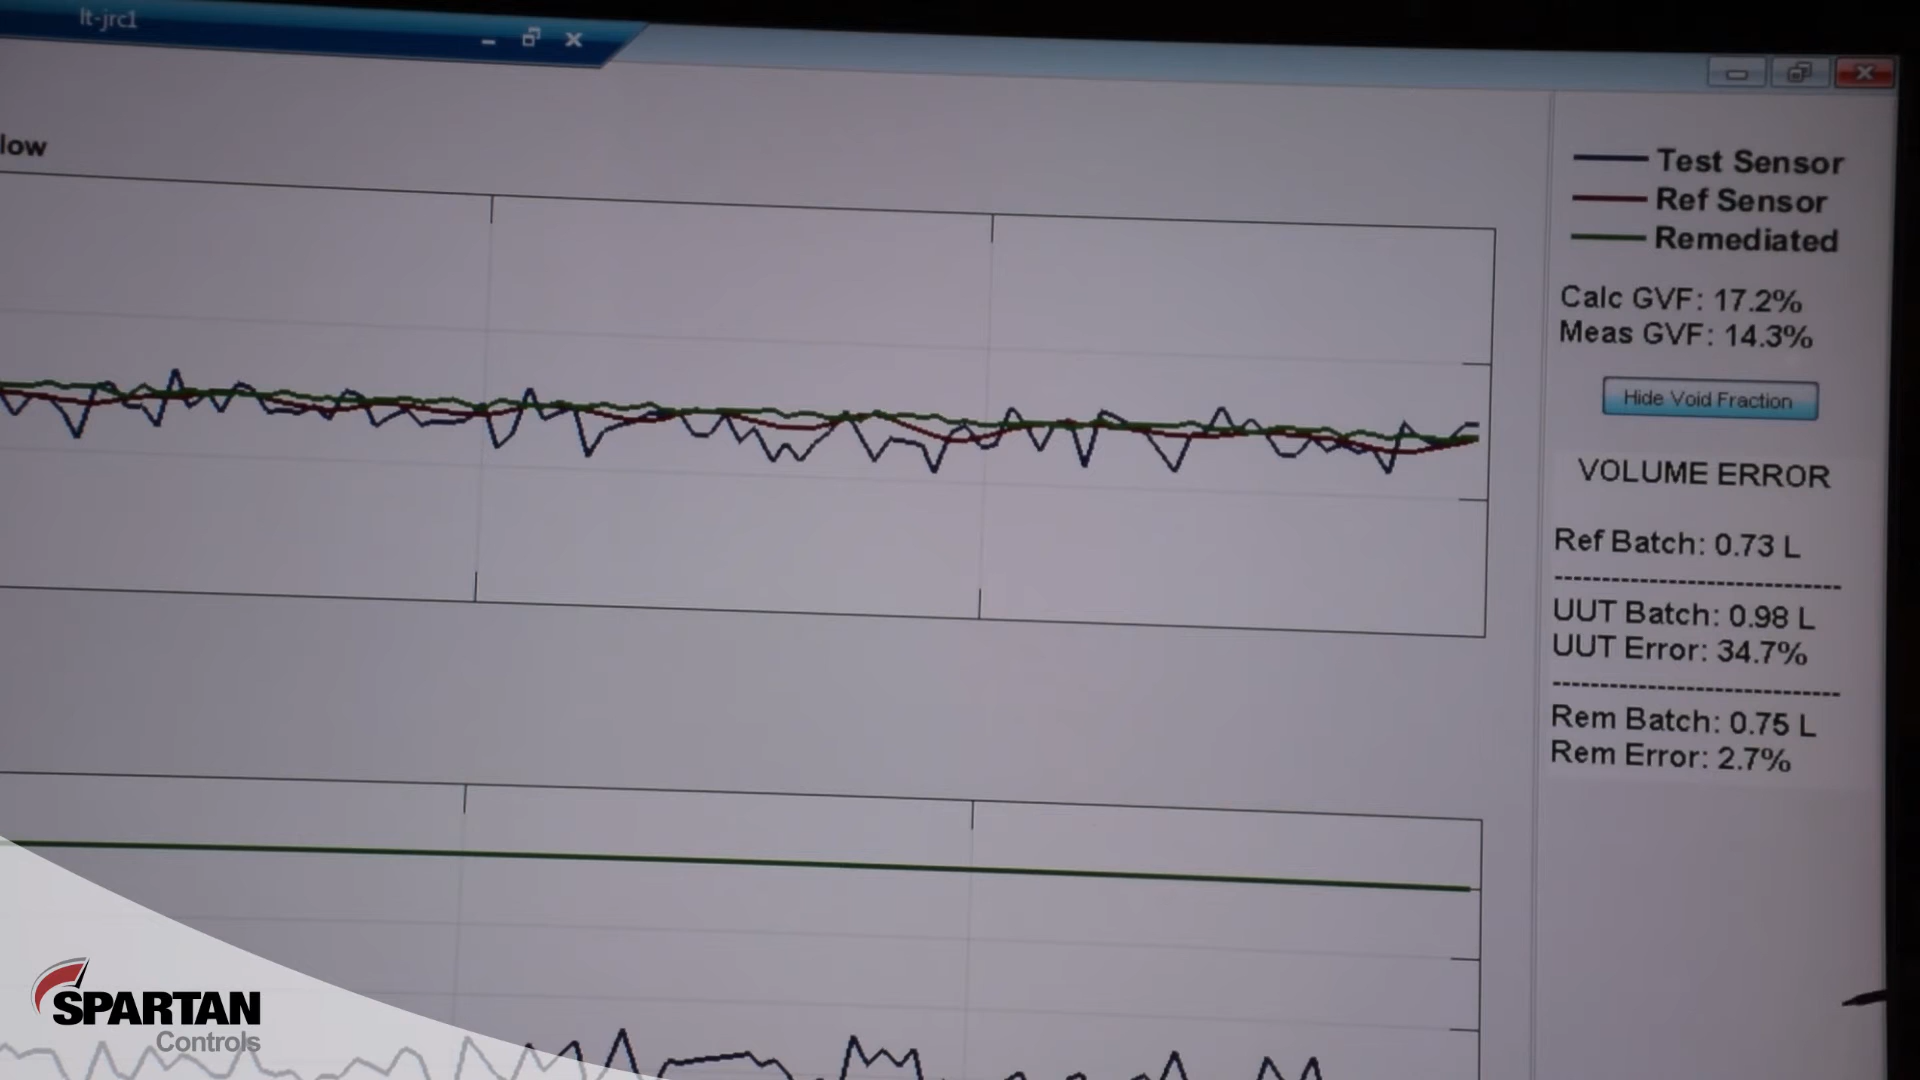 lt-jrc1
low
Test Sensor
Ref Sensor
Remediated
Calc GVF: 17.2%
Meas GVF: 14.3%
Hide Void Fraction
VOLUME ERROR
Ref Batch: 0.73 L
------------------------------
UUT Batch: 0.98 L
UUT Error: 34.7%
------------------------------
Rem Batch: 0.75 L
Rem Error: 2.7%
SPARTAN
Controls